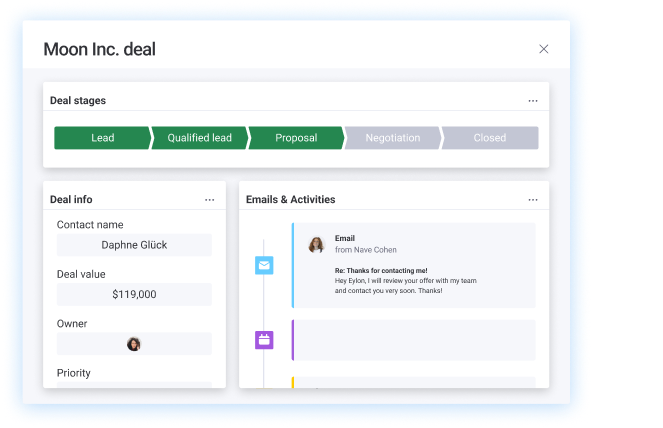 Moon Inc. deal
Deal stages
Lead
Qualified lead
Proposal
Negotiation
Closed
Deal info
Contact name
Daphne Glück
Deal value
$119,000
Owner
Priority
Emails & Activities
Email
from Nave Cohen
Re: Thanks for contacting me!
Hey Eylon, I will review your offer with my team
and contact you very soon. Thanks!